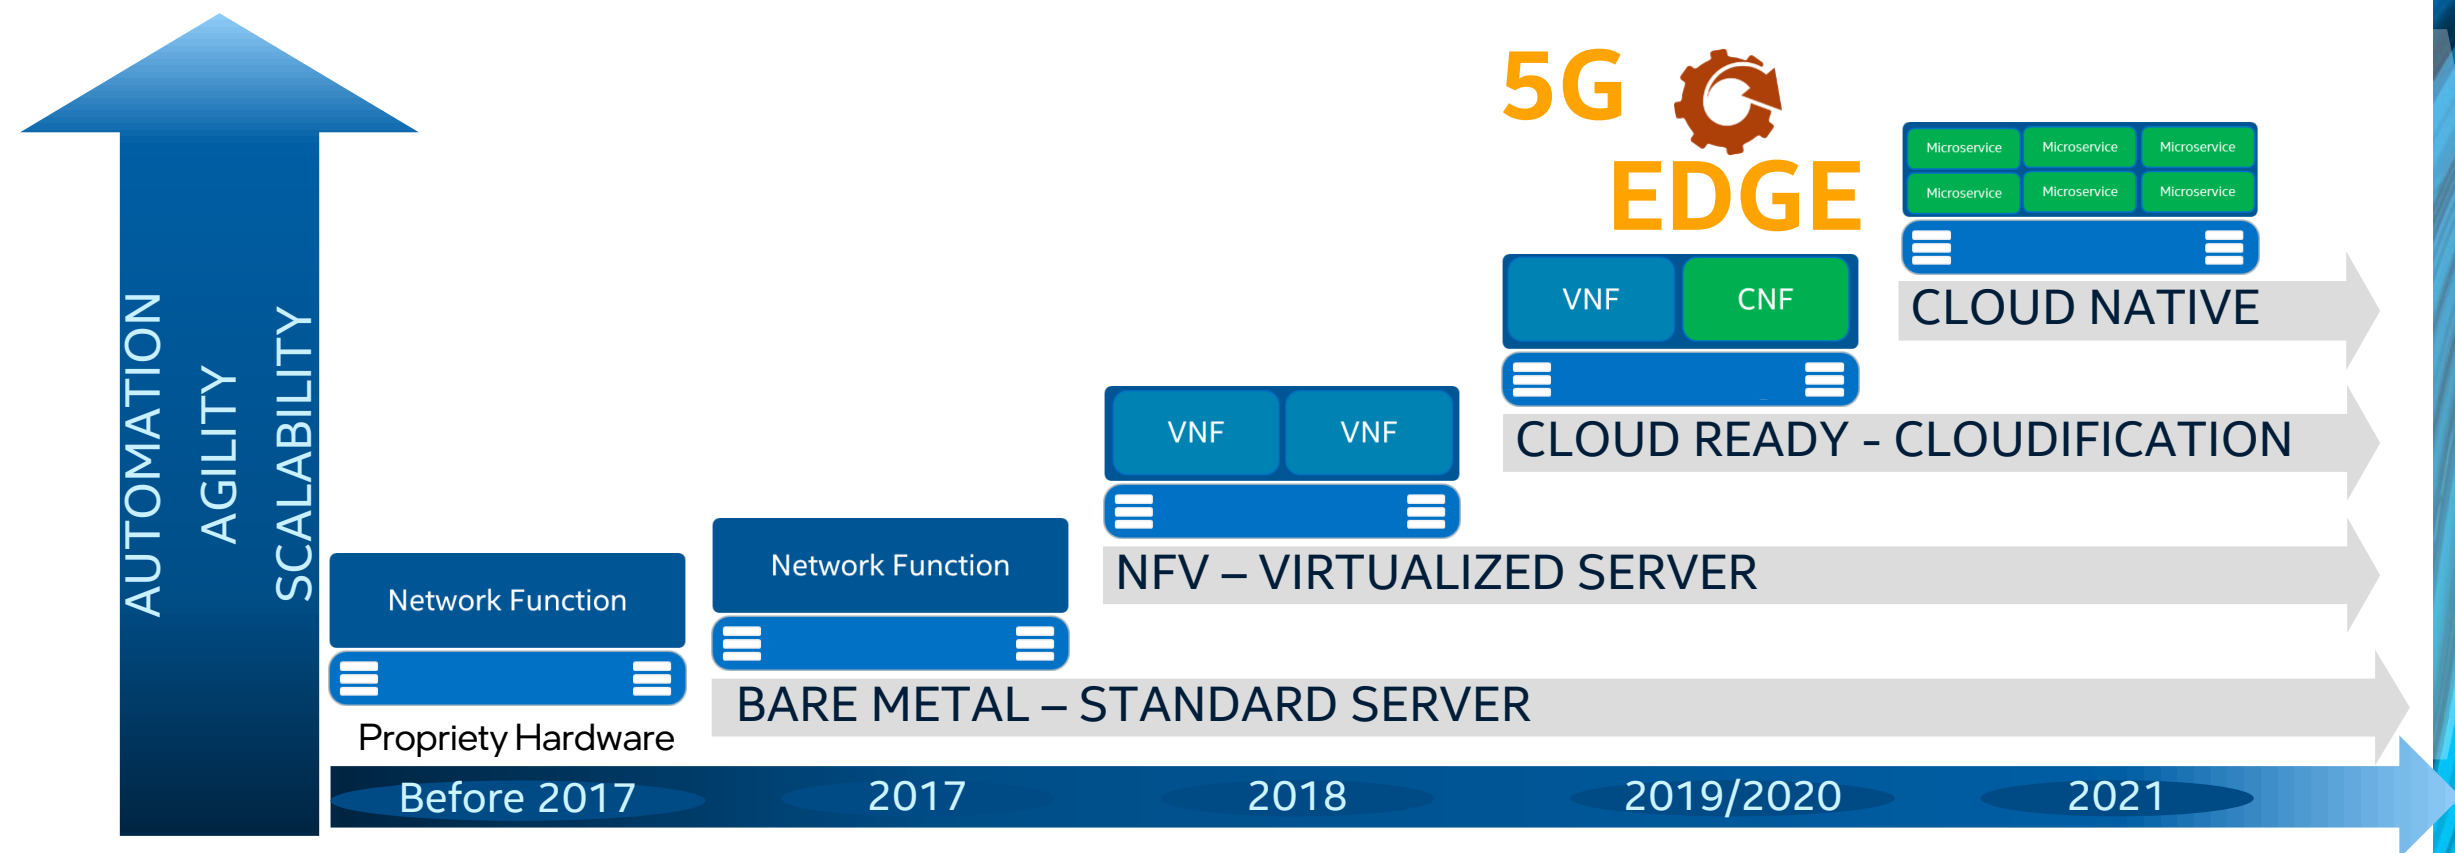 AUTOMATION
AGILITY
SCALABILITY
5G
EDGE
Microservice Microservice Microservice
Microservice Microservice Microservice
CLOUD NATIVE
VNF CNF
CLOUD READY - CLOUDIFICATION
VNF VNF
NFV – VIRTUALIZED SERVER
Network Function
BARE METAL – STANDARD SERVER
Network Function
Propriety Hardware
Before 2017 2017 2018 2019/2020 2021